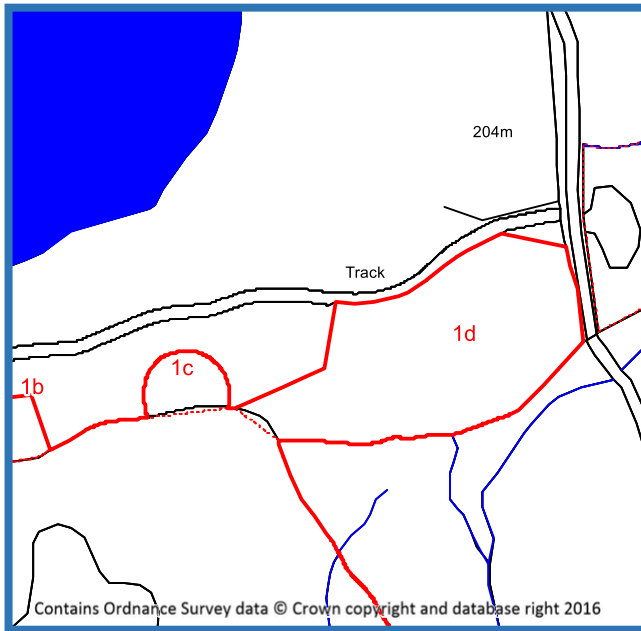 204m
Track
1d
1c
1b
Contains Ordnance Survey data © Crown copyright and database right 2016